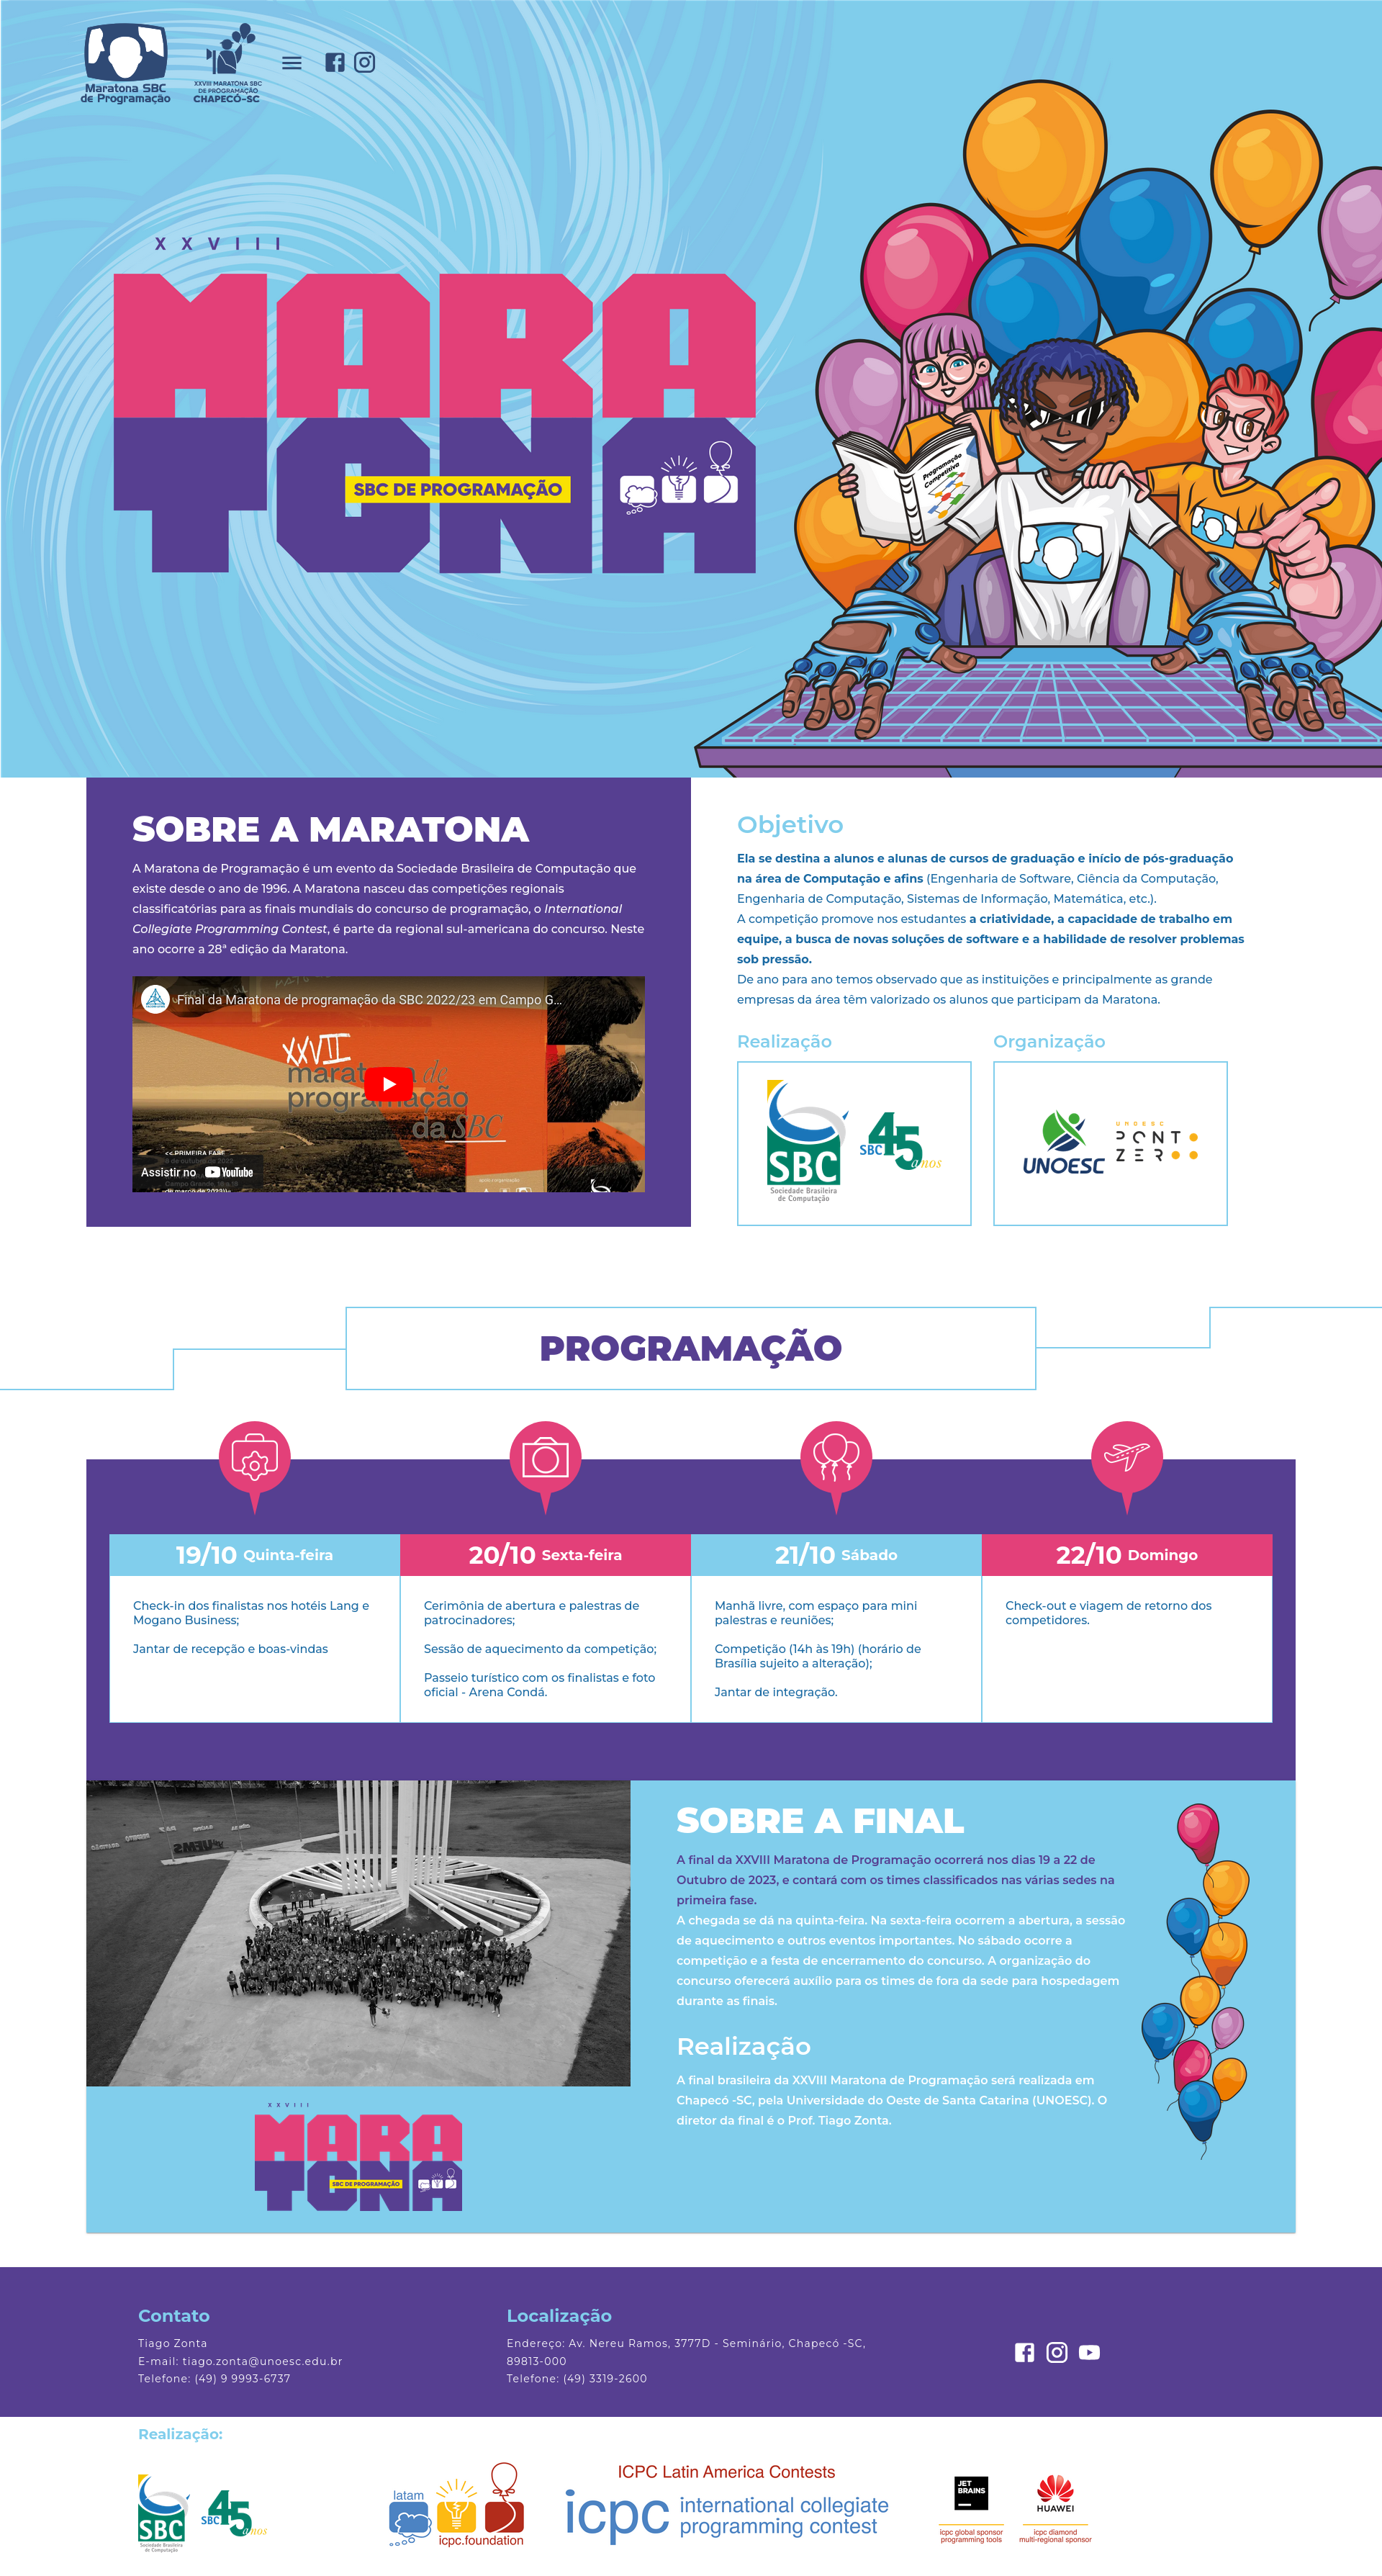 Maratona SBC
de Programação
XXVIII MARATONA SBC
DE PROGRAMAÇÃO
CHAPECÓ-SC
XXVIII
MARA
TONA
SBC DE PROGRAMAÇÃO
Programação
Competitiva
SOBRE A MARATONA
A Maratona de Programação é um evento da Sociedade Brasileira de Computação que
existe desde o ano de 1996. A Maratona nasceu das competições regionais
classificatórias para as finais mundiais do concurso de programação, o International
Collegiate Programming Contest, é parte da regional sul-americana do concurso. Neste
ano ocorre a 28ª edição da Maratona.
Final da Maratona de programação da SBC 2022/23 em Campo G...
XXVII
maratona de
programação
da SBC
<< PRIMEIRA FASE
Assistir no YouTube
Objetivo
Ela se destina a alunos e alunas de cursos de graduação e início de pós-graduação
na área de Computação e afins (Engenharia de Software, Ciência da Computação,
Engenharia de Computação, Sistemas de Informação, Matemática, etc.).
A competição promove nos estudantes a criatividade, a capacidade de trabalho em
equipe, a busca de novas soluções de software e a habilidade de resolver problemas
sob pressão.
De ano para ano temos observado que as instituições e principalmente as grande
empresas da área têm valorizado os alunos que participam da Maratona.
Realização
Organização
SBC
Sociedade Brasileira
de Computação
SBC 45 anos
UNOESC
UNOESC
PONT
ZER
PROGRAMAÇÃO
19/10 Quinta-feira
Check-in dos finalistas nos hotéis Lang e
Mogano Business;
Jantar de recepção e boas-vindas
20/10 Sexta-feira
Cerimônia de abertura e palestras de
patrocinadores;
Sessão de aquecimento da competição;
Passeio turístico com os finalistas e foto
oficial - Arena Condá.
21/10 Sábado
Manhã livre, com espaço para mini
palestras e reuniões;
Competição (14h às 19h) (horário de
Brasília sujeito a alteração);
Jantar de integração.
22/10 Domingo
Check-out e viagem de retorno dos
competidores.
SOBRE A FINAL
A final da XXVIII Maratona de Programação ocorrerá nos dias 19 a 22 de
Outubro de 2023, e contará com os times classificados nas várias sedes na
primeira fase.
A chegada se dá na quinta-feira. Na sexta-feira ocorrem a abertura, a sessão
de aquecimento e outros eventos importantes. No sábado ocorre a
competição e a festa de encerramento do concurso. A organização do
concurso oferecerá auxílio para os times de fora da sede para hospedagem
durante as finais.
Realização
A final brasileira da XXVIII Maratona de Programação será realizada em
Chapecó -SC, pela Universidade do Oeste de Santa Catarina (UNOESC). O
diretor da final é o Prof. Tiago Zonta.
XXVIII
MARA
TONA
SBC DE PROGRAMAÇÃO
Contato
Tiago Zonta
E-mail: tiago.zonta@unoesc.edu.br
Telefone: (49) 9 9993-6737
Localização
Endereço: Av. Nereu Ramos, 3777D - Seminário, Chapecó -SC,
89813-000
Telefone: (49) 3319-2600
Realização:
SBC
Sociedade Brasileira
de Computação
SBC 45 anos
latam
icpc.foundation
ICPC Latin America Contests
icpc international collegiate
programming contest
JET
BRAINS
icpc global sponsor
programming tools
HUAWEI
icpc diamond
multi-regional sponsor